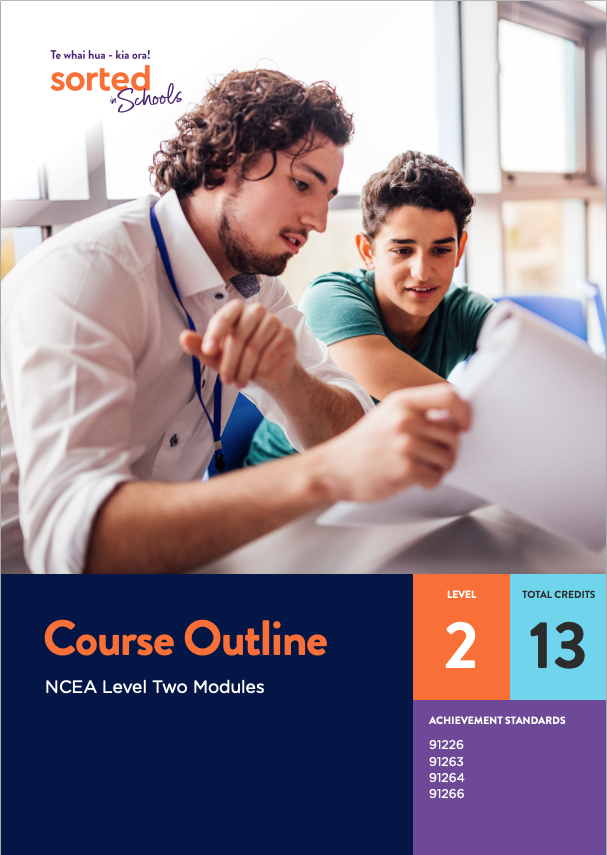 Te whai hua - kia ora!
sorted
in Schools
Course Outline
NCEA Level Two Modules
LEVEL
2
TOTAL CREDITS
13
ACHIEVEMENT STANDARDS
91226
91263
91264
91266